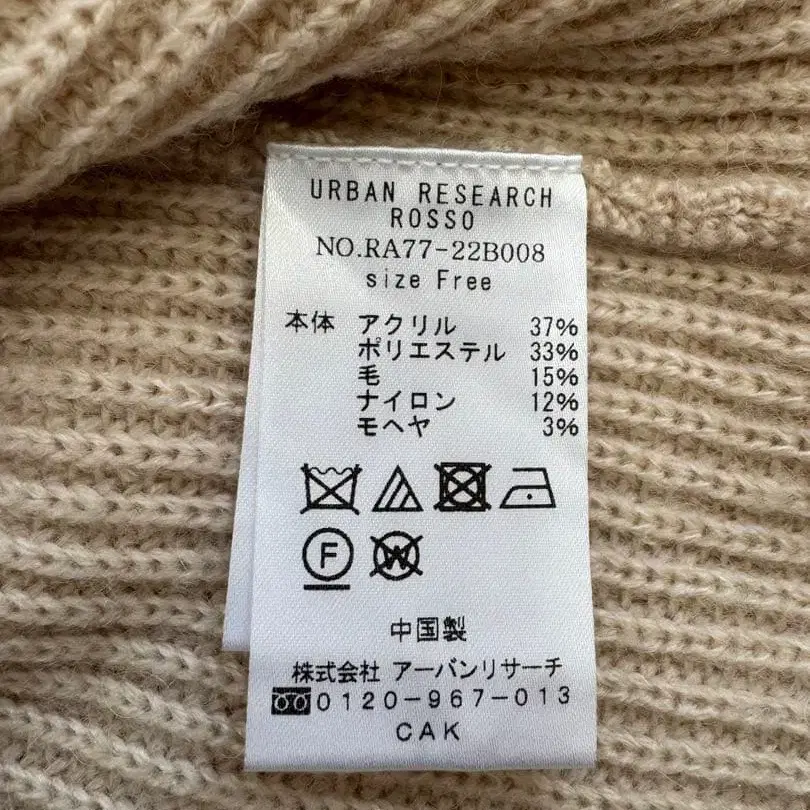 URBAN RESEARCH
ROSSO
NO.RA77-22B008
size Free
本体 アクリル 37%
ポリエステル 33%
毛 15%
ナイロン 12%
モヘヤ 3%
F W
中国製
株式会社 アーバンリサーチ
0120-967-013
CAK